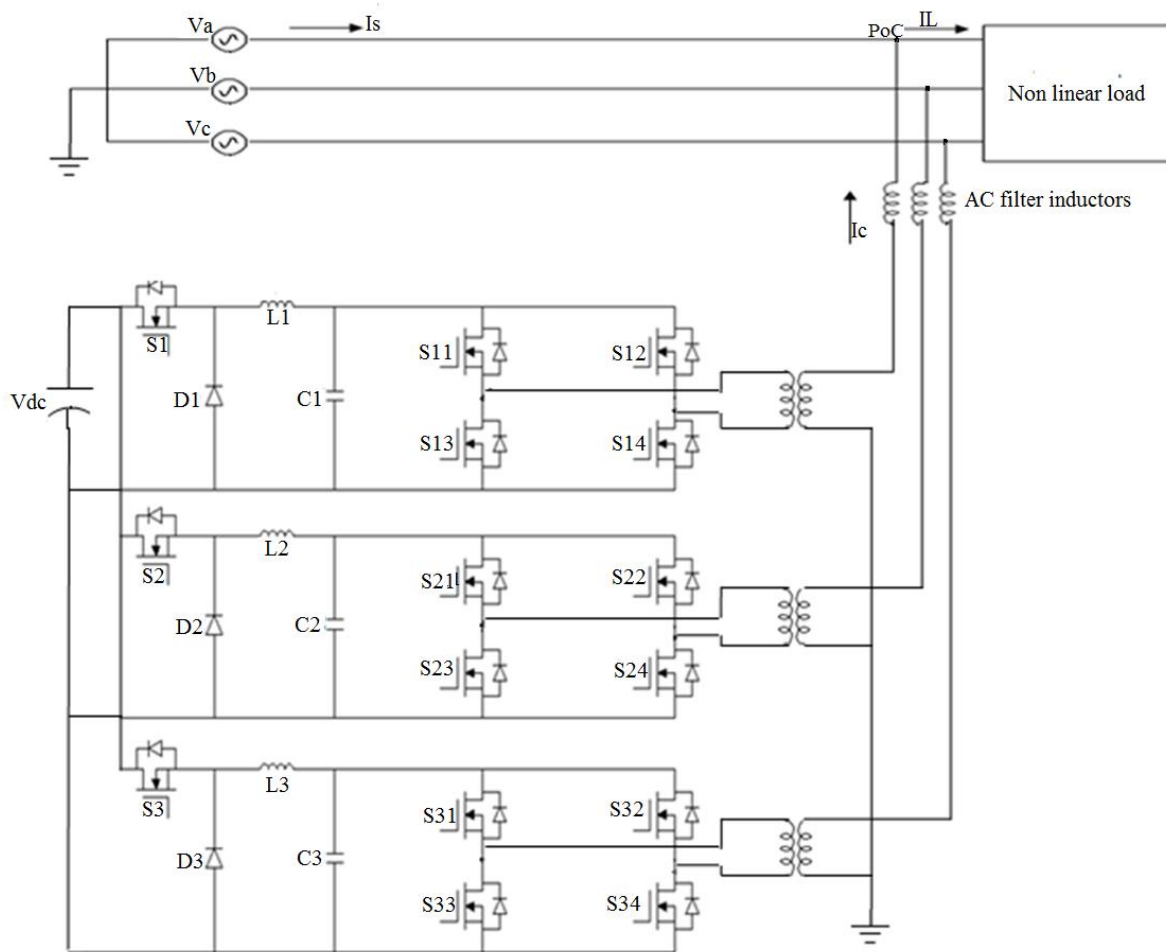 Va
Is
PoC
IL
Vb
Non linear load
Vc
AC filter inductors
Ic
L1
S1
S11
S12
Vdc
D1
C1
S13
S14
L2
S2
S21
S22
D2
C2
S23
S24
L3
S3
S31
S32
D3
C3
S33
S34